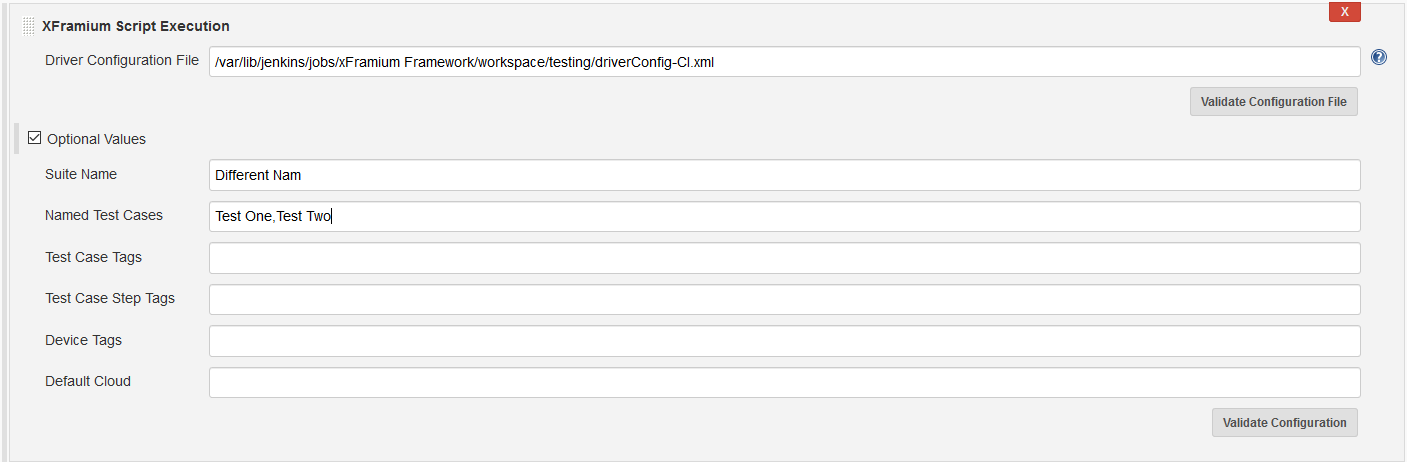 X
XFramium Script Execution
Driver Configuration File
/var/lib/jenkins/jobs/xFramium Framework/workspace/testing/driverConfig-CI.xml
?
Validate Configuration File
Optional Values
Suite Name
Different Nam
Named Test Cases
Test One,Test Two
Test Case Tags
Test Case Step Tags
Device Tags
Default Cloud
Validate Configuration